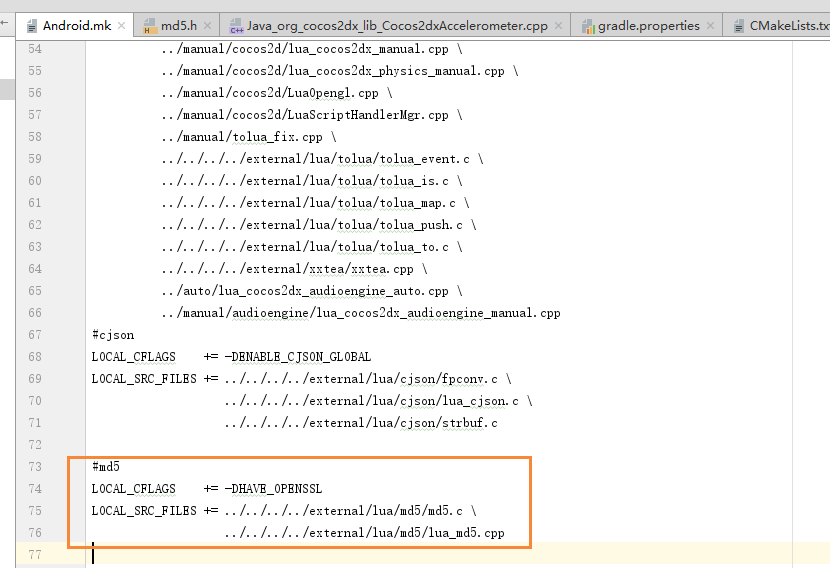 Android.mk md5.h Java_org_cocos2dx_lib_Cocos2dxAccelerometer.cpp gradle.properties CMakeLists.tx
54 ../manual/cocos2d/lua_cocos2dx_manual.cpp \
55 ../manual/cocos2d/lua_cocos2dx_physics_manual.cpp \
56 ../manual/cocos2d/LuaOpengl.cpp \
57 ../manual/cocos2d/LuaScriptHandlerMgr.cpp \
58 ../manual/tolua_fix.cpp \
59 ../../../../external/lua/tolua/tolua_event.c \
60 ../../../../external/lua/tolua/tolua_is.c \
61 ../../../../external/lua/tolua/tolua_map.c \
62 ../../../../external/lua/tolua/tolua_push.c \
63 ../../../../external/lua/tolua/tolua_to.c \
64 ../../../../external/xxtea/xxtea.cpp \
65 ../auto/lua_cocos2dx_audioengine_auto.cpp \
66 ../manual/audioengine/lua_cocos2dx_audioengine_manual.cpp
67 #cjson
68 LOCAL_CFLAGS += -DENABLE_CJSON_GLOBAL
69 LOCAL_SRC_FILES += ../../../../external/lua/cjson/fpconv.c \
70 ../../../../external/lua/cjson/lua_cjson.c \
71 ../../../../external/lua/cjson/strbuf.c
72
73 #md5
74 LOCAL_CFLAGS += -DHAVE_OPENSSL
75 LOCAL_SRC_FILES += ../../../../external/lua/md5/md5.c \
76 ../../../../external/lua/md5/lua_md5.cpp
77